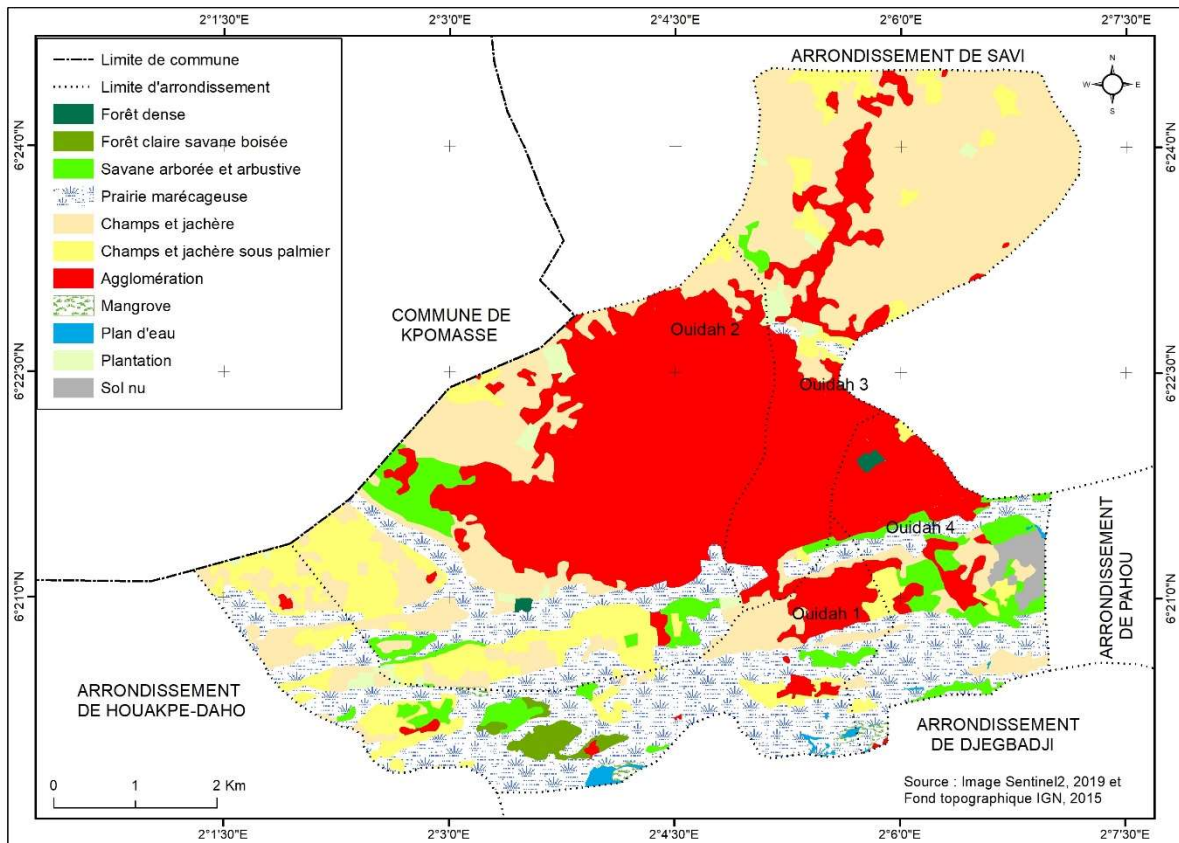 2°1'30"E
2°3'0"E
2°4'30"E
2°6'0"E
2°7'30"E
Limite de commune
Limite d'arrondissement
Forêt dense
Forêt claire savane boisée
Savane arborée et arbustive
Prairie marécageuse
Champs et jachère
Champs et jachère sous palmier
Agglomération
Mangrove
Plan d'eau
Plantation
Sol nu
ARRONDISSEMENT DE SAVI
N
W
E
S
6°24'0"N
6°24'0"N
COMMUNE DE
KPOMASSE
Ouidah 2
Ouidah 3
6°22'30"N
6°22'30"N
Ouidah 4
Ouidah 1
6°21'0"N
6°21'0"N
ARRONDISSEMENT
DE PAHOU
ARRONDISSEMENT
DE HOUAKPE-DAHO
ARRONDISSEMENT
DE DJEGBADJI
0 1 2 Km
Source : Image Sentinel2, 2019 et
Fond topographique IGN, 2015
2°1'30"E
2°3'0"E
2°4'30"E
2°6'0"E
2°7'30"E